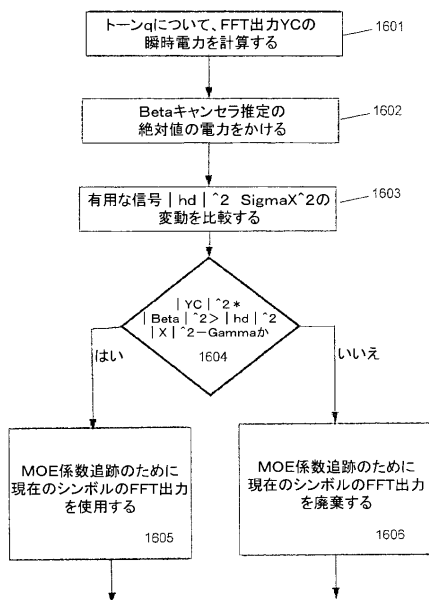 トーンqについて、FFT出力YCの
瞬時電力を計算する
1601
Betaキャンセラ推定の
絶対値の電力をかける
1602
有用な信号|hd|^2 SigmaX^2の
変動を比較する
1603
|YC|^2*
|Beta|^2>|hd|^2
|X|^2-Gammaか
1604
はい
いいえ
MOE係数追跡のために
現在のシンボルのFFT出力
を使用する
1605
MOE係数追跡のために
現在のシンボルのFFT出力
を廃棄する
1606